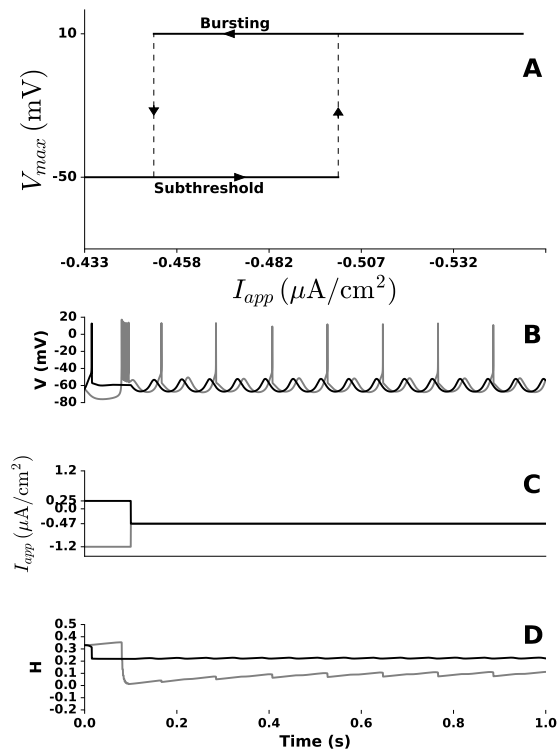 Bursting
A
10
V_max (mV)
-50
Subthreshold
-0.433 -0.458 -0.482 -0.507 -0.532
I_app (μA/cm²)
B
20
0
-20
-40
-60
-80
V (mV)
C
1.2
0.25
0.0
-0.47
-1.2
I_app (μA/cm²)
D
0.5
0.4
0.3
0.2
0.1
0.0
-0.1
-0.2
H
0.0 0.2 0.4 0.6 0.8 1.0
Time (s)